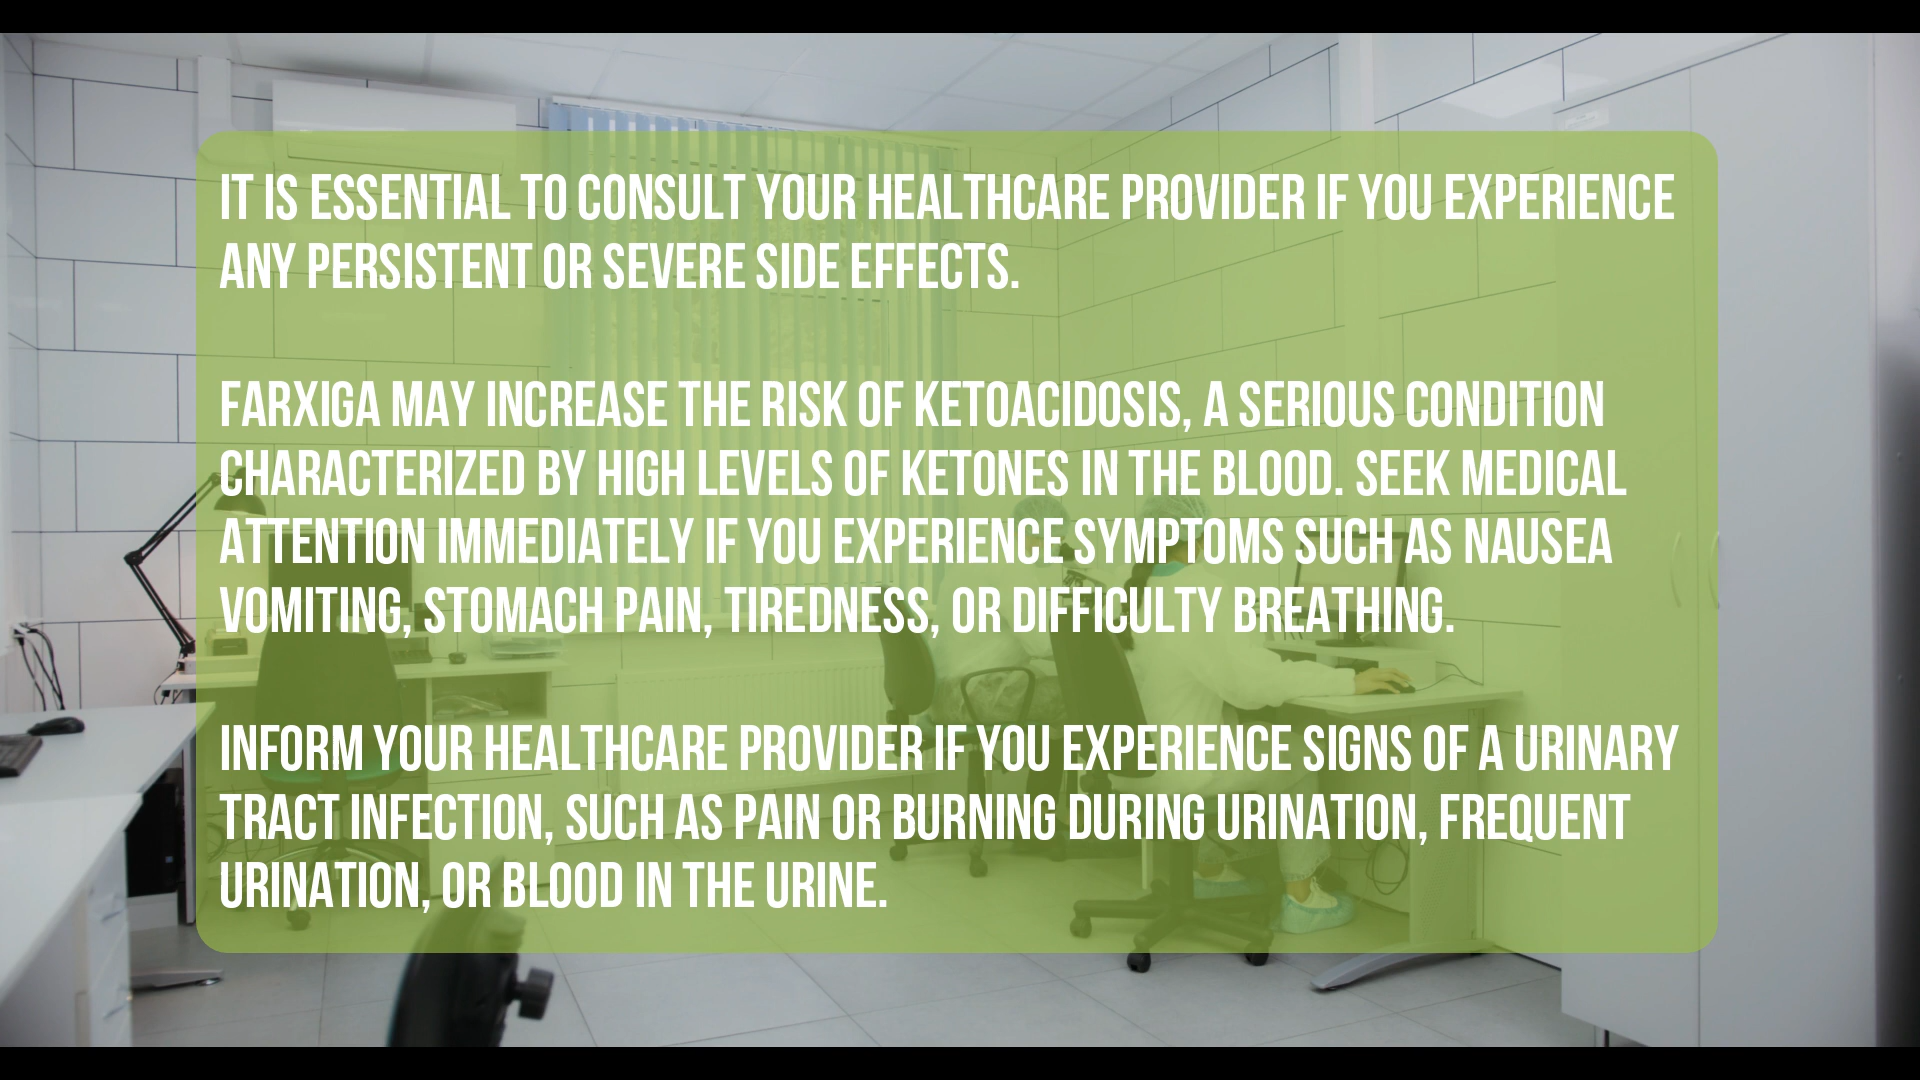 IT IS ESSENTIAL TO CONSULT YOUR HEALTHCARE PROVIDER IF YOU EXPERIENCE
ANY PERSISTENT OR SEVERE SIDE EFFECTS.
FARXIGA MAY INCREASE THE RISK OF KETOACIDOSIS, A SERIOUS CONDITION
CHARACTERIZED BY HIGH LEVELS OF KETONES IN THE BLOOD. SEEK MEDICAL
ATTENTION IMMEDIATELY IF YOU EXPERIENCE SYMPTOMS SUCH AS NAUSEA
VOMITING, STOMACH PAIN, TIREDNESS, OR DIFFICULTY BREATHING.
INFORM YOUR HEALTHCARE PROVIDER IF YOU EXPERIENCE SIGNS OF A URINARY
TRACT INFECTION, SUCH AS PAIN OR BURNING DURING URINATION, FREQUENT
URINATION, OR BLOOD IN THE URINE.